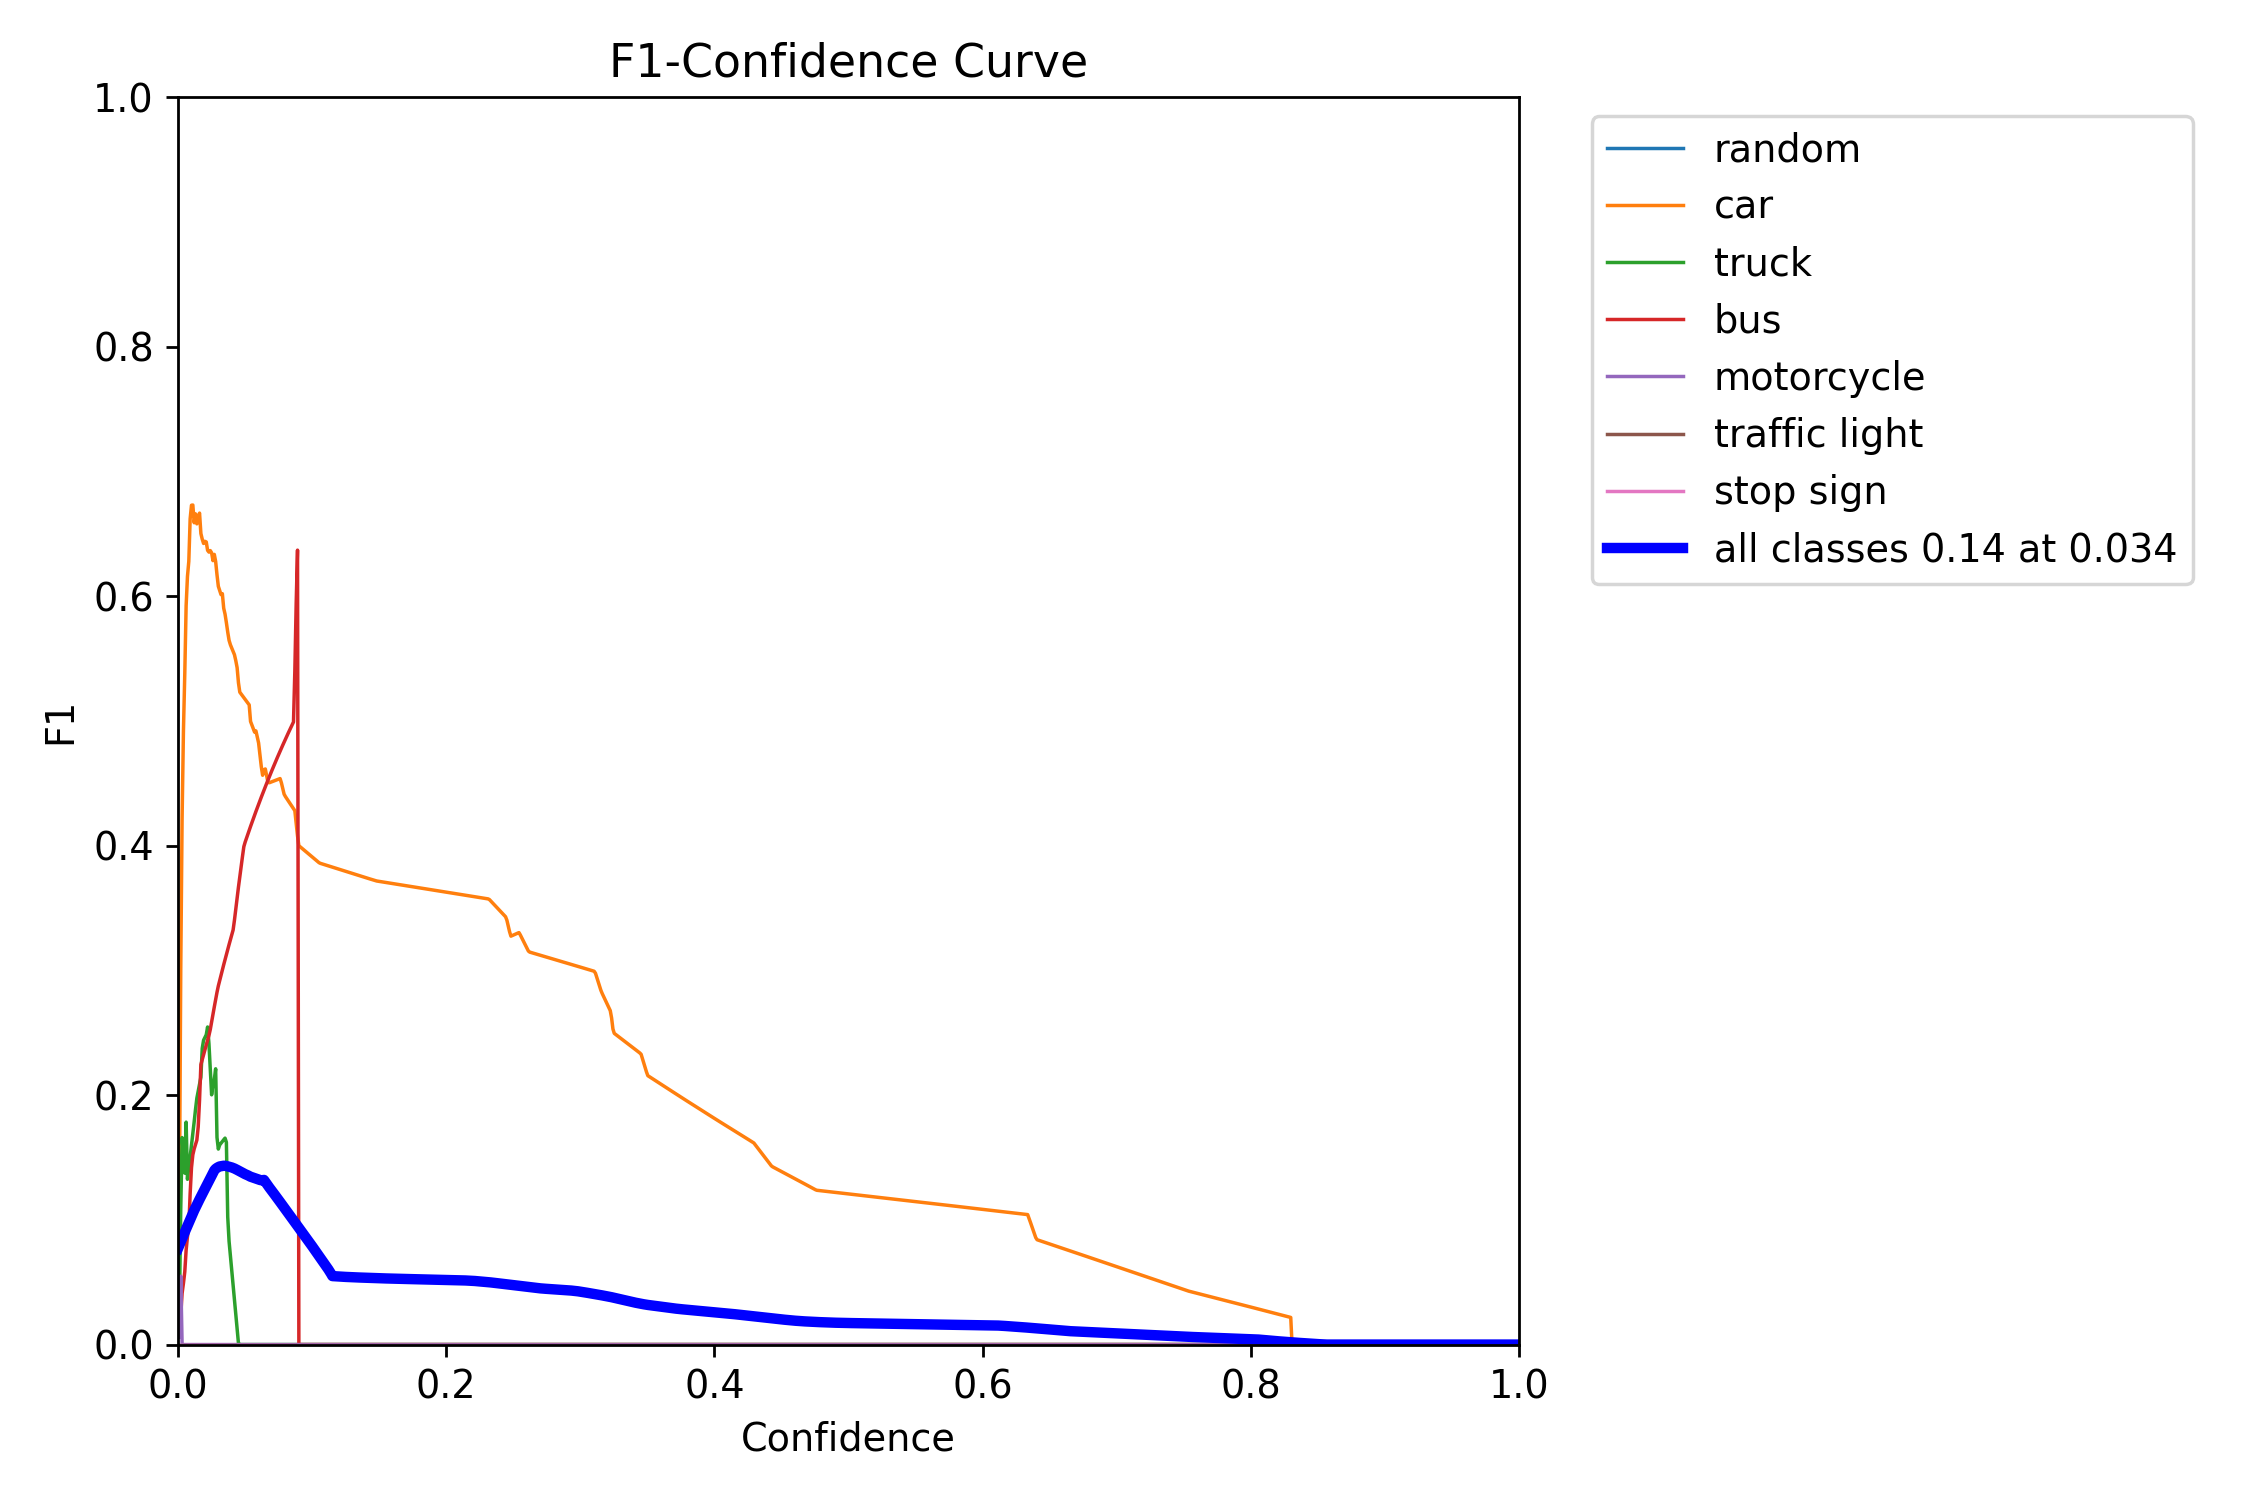 F1-Confidence Curve
1.0
0.8
0.6
0.4
0.2
0.0
F1
0.0 0.2 0.4 0.6 0.8 1.0
Confidence
random
car
truck
bus
motorcycle
traffic light
stop sign
all classes 0.14 at 0.034